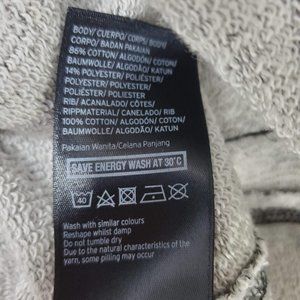 BODY/ CUERPO/ CORPS/ BODY/
CORPO/ BADAN PAKAIAN
86% COTTON/ ALGODÓN/ COTON/
BAUMWOLLE/ ALGODÃO/ KATUN
14% POLYESTER/ POLIÉSTER/
POLYESTER/ POLYESTER/
POLIÉSTER/ POLIESTER
RIB/ ACANALADO/ CÔTES/
RIPPMATERIAL/ CANELADO/ RIB
100% COTTON/ ALGODÓN/ COTON/
BAUMWOLLE/ ALGODÃO/ KATUN
Pakaian Wanita/Celana Panjang
SAVE ENERGY WASH AT 30°C
40
Wash with similar colours
Reshape whilst damp
Do not tumble dry
Due to the natural characteristics of the
yarn, some pilling may occur